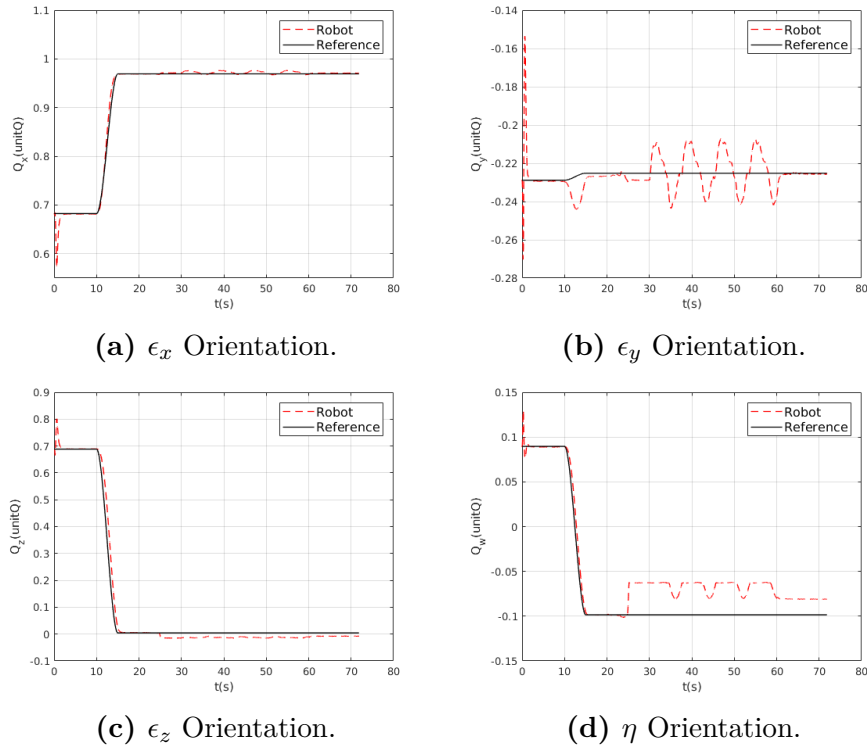 1.1
1
0.9
0.8
0.7
0.6
Q_x(unitQ)
0 10 20 30 40 50 60 70 80
t(s)
Robot
Reference
(a) ϵ_x Orientation.
-0.14
-0.16
-0.18
-0.2
-0.22
-0.24
-0.26
-0.28
Q_y(unitQ)
0 10 20 30 40 50 60 70 80
t(s)
Robot
Reference
(b) ϵ_y Orientation.
0.9
0.8
0.7
0.6
0.5
0.4
0.3
0.2
0.1
0
-0.1
Q_z(unitQ)
0 10 20 30 40 50 60 70 80
t(s)
Robot
Reference
(c) ϵ_z Orientation.
0.15
0.1
0.05
0
-0.05
-0.1
-0.15
Q_w(unitQ)
0 10 20 30 40 50 60 70 80
t(s)
Robot
Reference
(d) η Orientation.